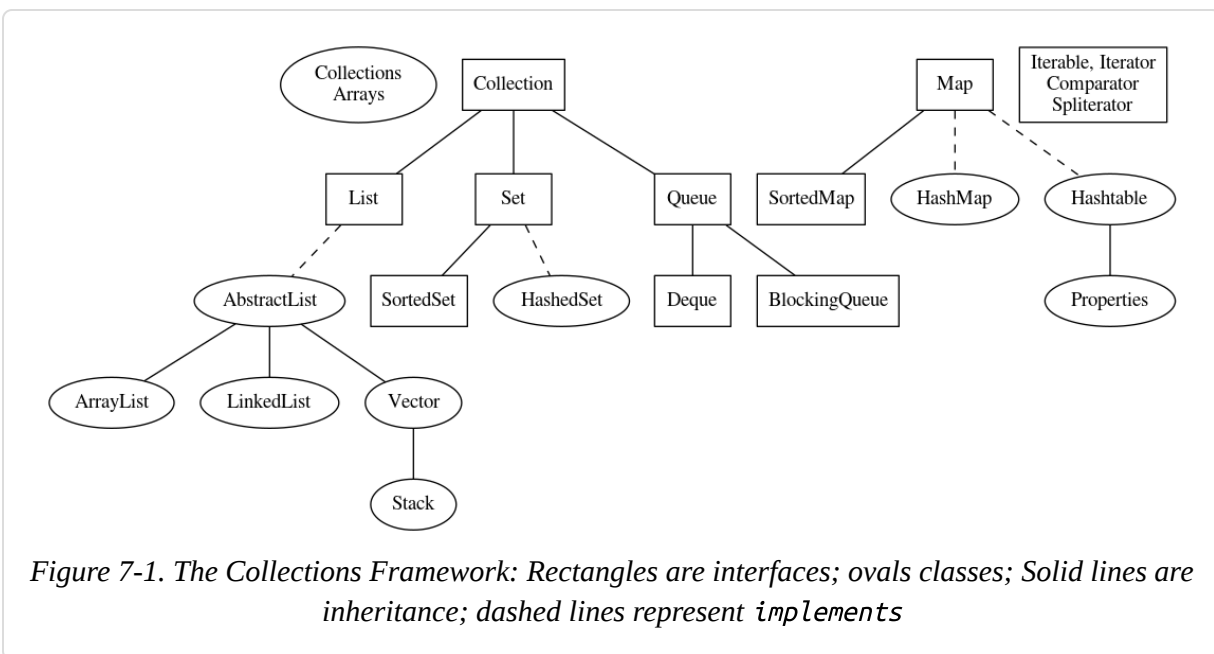 Collections
Arrays
Collection
Map
Iterable, Iterator
Comparator
Spliterator
List
Set
Queue
SortedMap
HashMap
Hashtable
AbstractList
SortedSet
HashedSet
Deque
BlockingQueue
Properties
ArrayList
LinkedList
Vector
Stack
Figure 7-1. The Collections Framework: Rectangles are interfaces; ovals classes; Solid lines are
inheritance; dashed lines represent implements